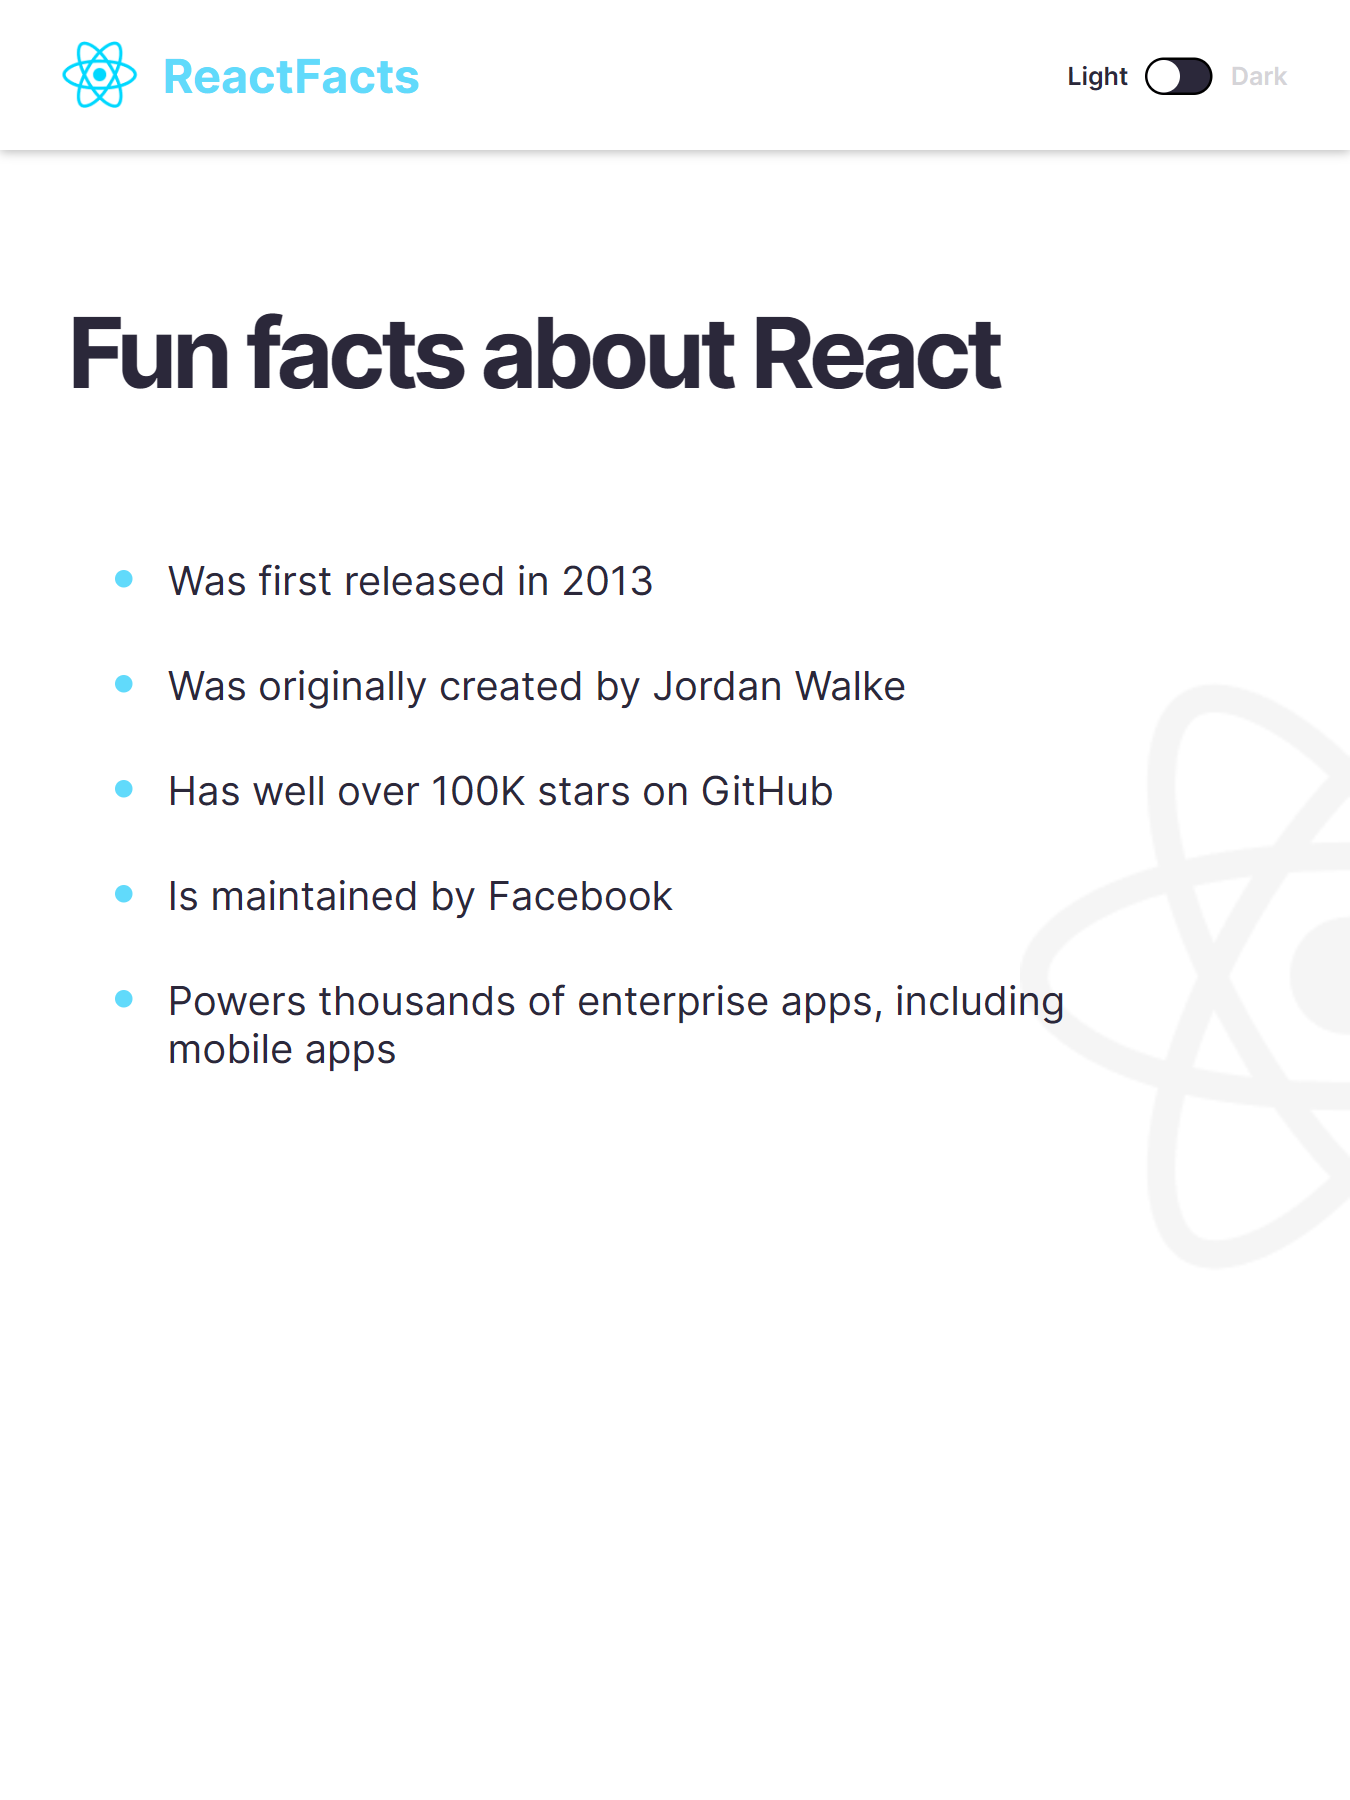 ReactFacts
Light Dark
Fun facts about React
Was first released in 2013
Was originally created by Jordan Walke
Has well over 100K stars on GitHub
Is maintained by Facebook
Powers thousands of enterprise apps, including
mobile apps